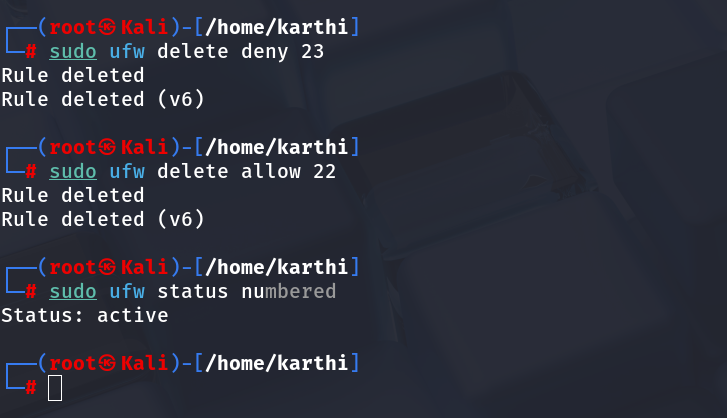 ┌──(root㉿Kali)-[/home/karthi]
└─# sudo ufw delete deny 23
Rule deleted
Rule deleted (v6)
┌──(root㉿Kali)-[/home/karthi]
└─# sudo ufw delete allow 22
Rule deleted
Rule deleted (v6)
┌──(root㉿Kali)-[/home/karthi]
└─# sudo ufw status numbered
Status: active
┌──(root㉿Kali)-[/home/karthi]
└─#